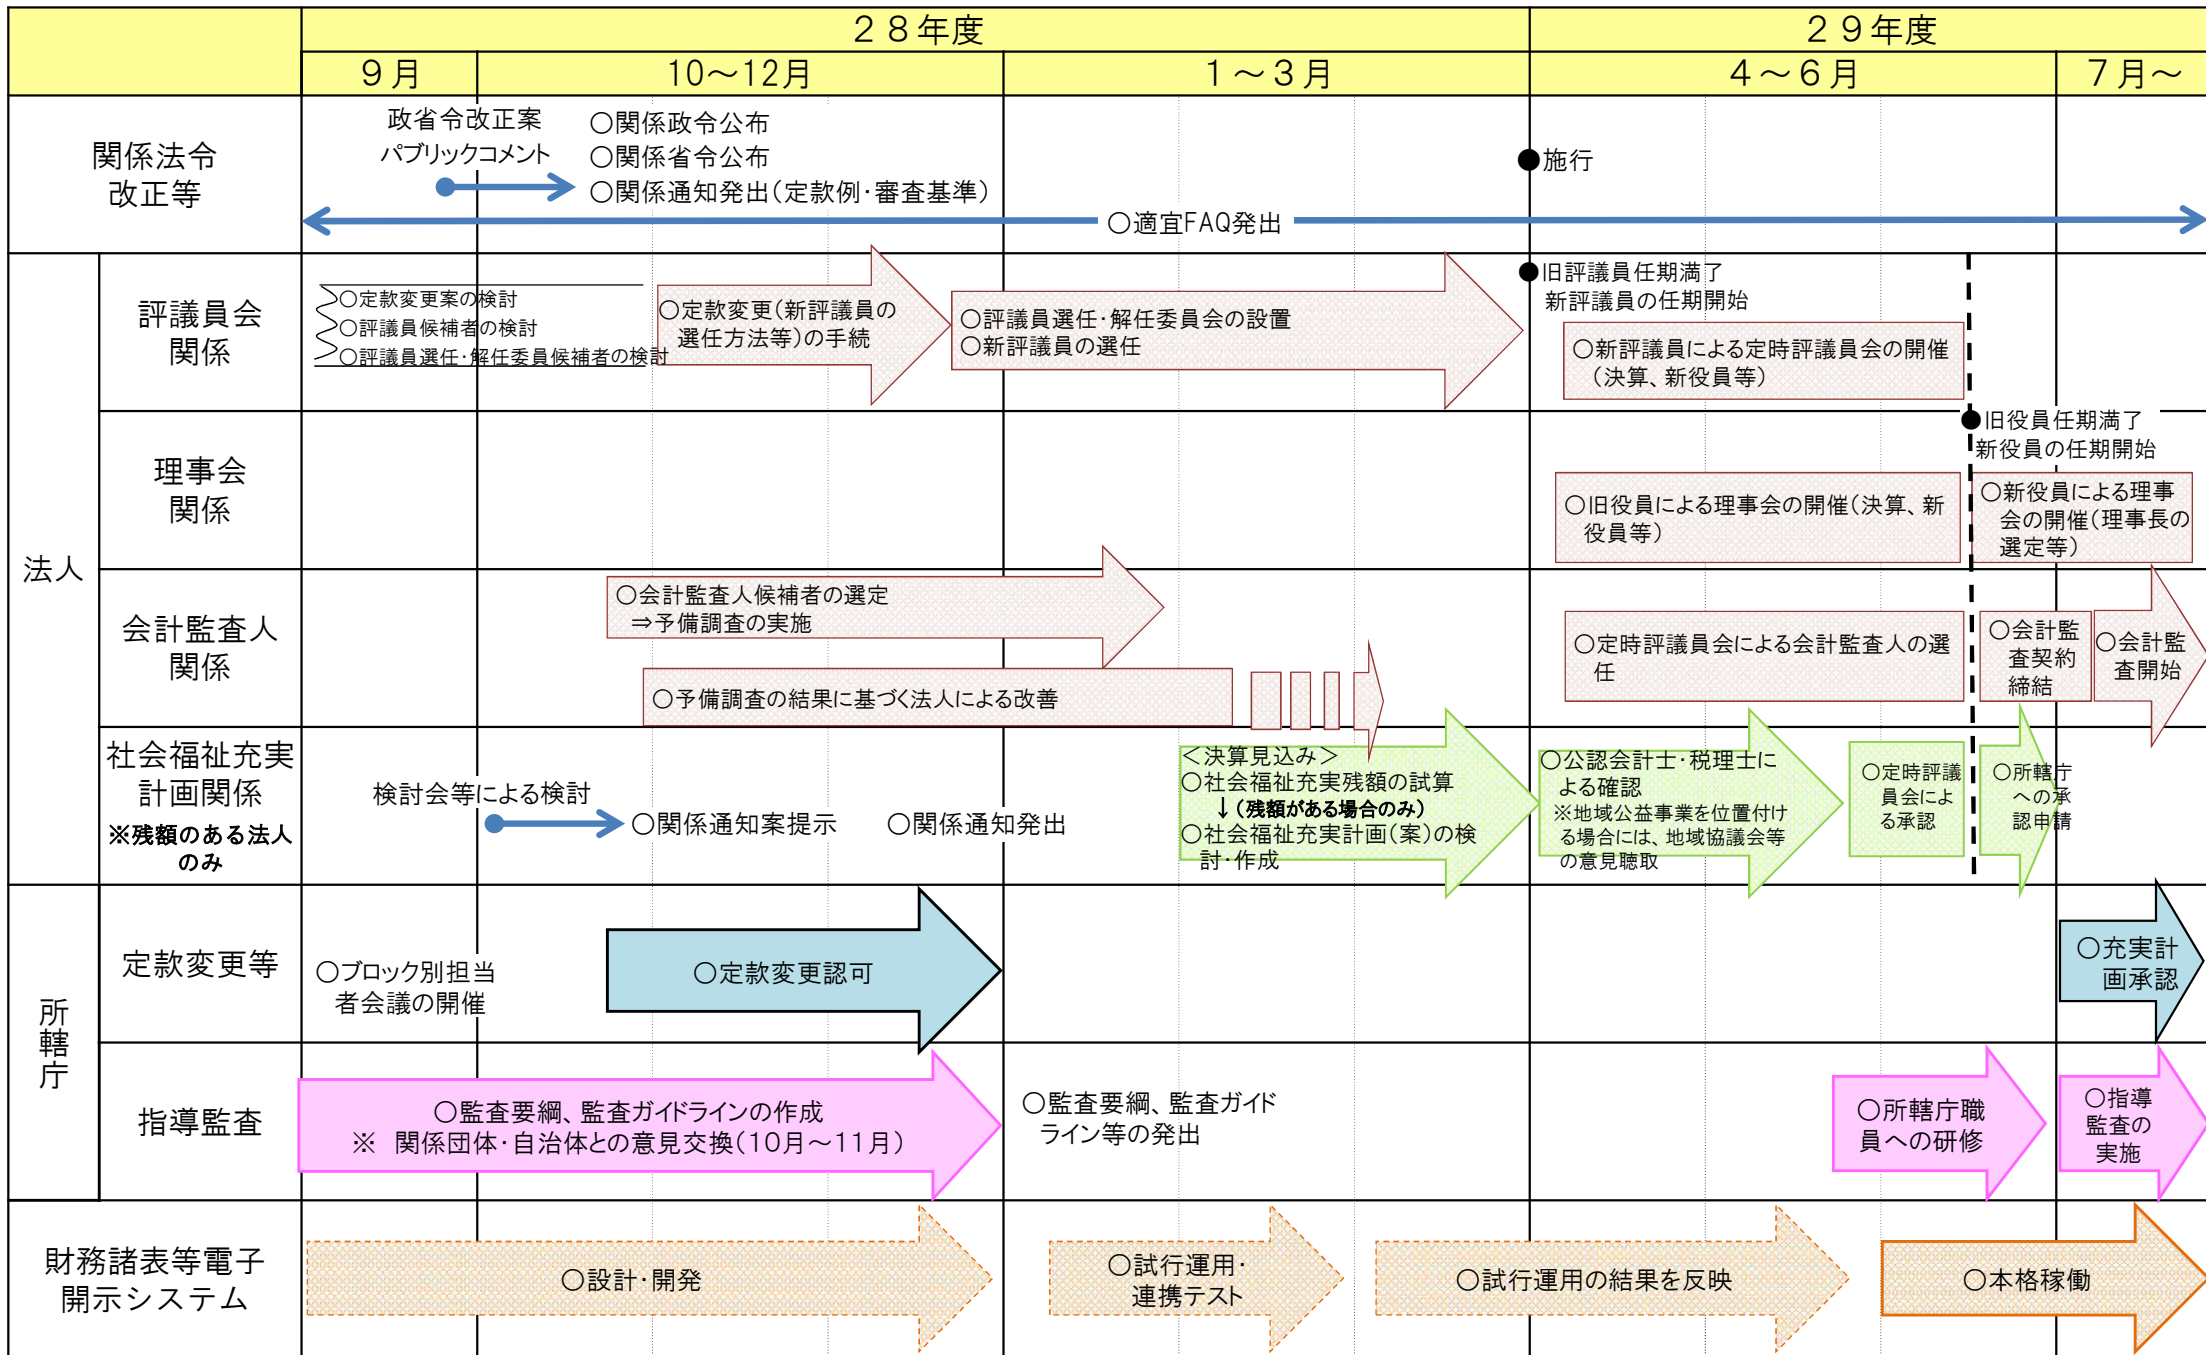 ２８年度
２９年度
９月
10～12月
１～３月
４～６月
７月～
関係法令
改正等
政省令改正案
パブリックコメント
○関係政令公布
○関係省令公布
○関係通知発出（定款例・審査基準）
●施行
○適宜FAQ発出
法人
評議員会
関係
○定款変更案の検討
○評議員候補者の検討
○評議員選任・解任委員候補者の検討
○定款変更（新評議員の
選任方法等）の手続
○評議員選任・解任委員会の設置
○新評議員の選任
●旧評議員任期満了
新評議員の任期開始
○新評議員による定時評議員会の開催
（決算、新役員等）
理事会
関係
●旧役員任期満了
新役員の任期開始
○旧役員による理事会の開催（決算、新
役員等）
○新役員による理事
会の開催（理事長の
選定等）
会計監査人
関係
○会計監査人候補者の選定
⇒予備調査の実施
○予備調査の結果に基づく法人による改善
○定時評議員会による会計監査人の選
任
○会計監
査契約
締結
○会計監
査開始
社会福祉充実
計画関係
※残額のある法人
のみ
検討会等による検討
○関係通知案提示
○関係通知発出
＜決算見込み＞
○社会福祉充実残額の試算
↓（残額がある場合のみ）
○社会福祉充実計画（案）の検
討・作成
○公認会計士・税理士に
よる確認
※地域公益事業を位置付け
る場合には、地域協議会等
の意見聴取
○定時評議
員会によ
る承認
○所轄庁
への承
認申請
所轄庁
定款変更等
○ブロック別担当
者会議の開催
○定款変更認可
○充実計
画承認
指導監査
○監査要綱、監査ガイドラインの作成
※　関係団体・自治体との意見交換（10月～11月）
○監査要綱、監査ガイド
ライン等の発出
○所轄庁職
員への研修
○指導
監査の
実施
財務諸表等電子
開示システム
○設計・開発
○試行運用・
連携テスト
○試行運用の結果を反映
○本格稼働